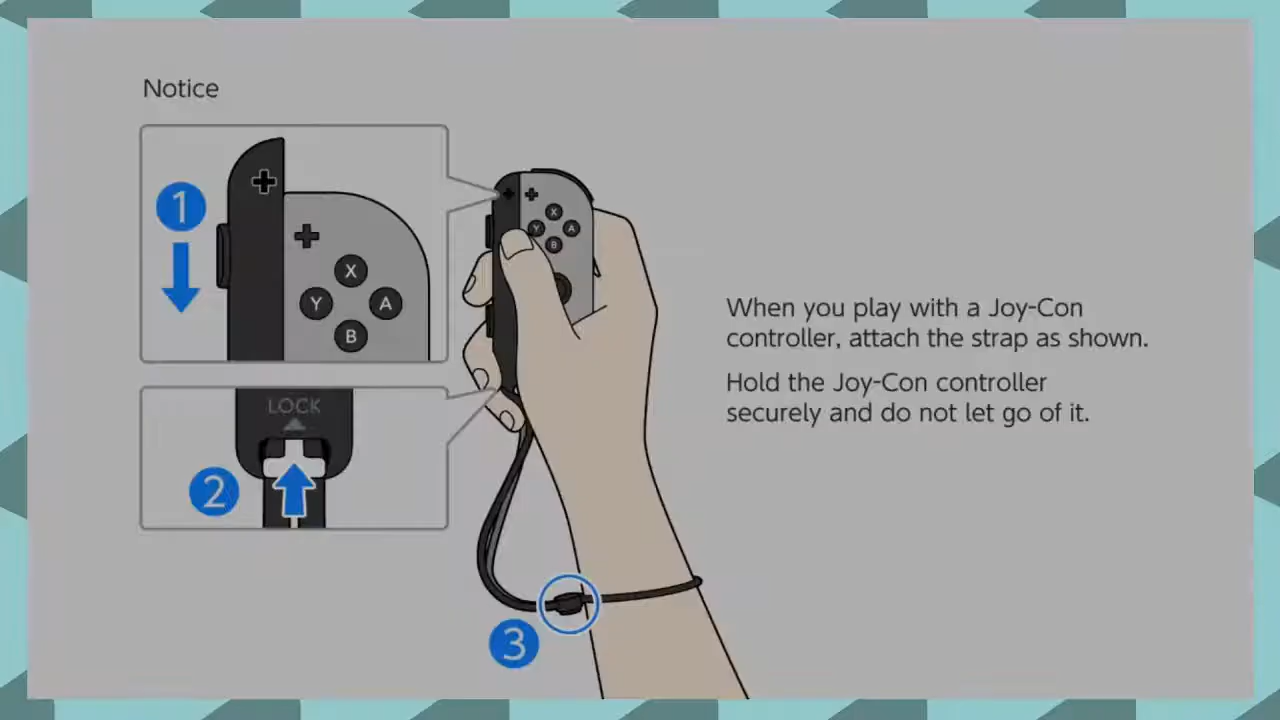 Notice
1
X
Y
A
B
X
Y
A
B
When you play with a Joy-Con
controller, attach the strap as shown.
Hold the Joy-Con controller
securely and do not let go of it.
LOCK
2
3